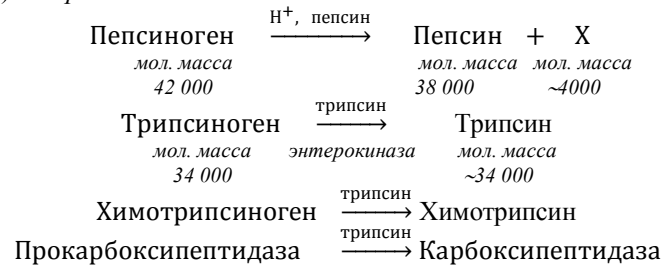 H⁺, пепсин
Пепсиноген ⟶ Пепсин + X
мол. масса мол. масса мол. масса
42 000 38 000 ~4000
трипсин
Трипсиноген ⟶ Трипсин
мол. масса энтерокиназа мол. масса
34 000 ~34 000
трипсин
Химотрипсиноген ⟶ Химотрипсин
трипсин
Прокарбоксипептидаза ⟶ Карбоксипептидаза